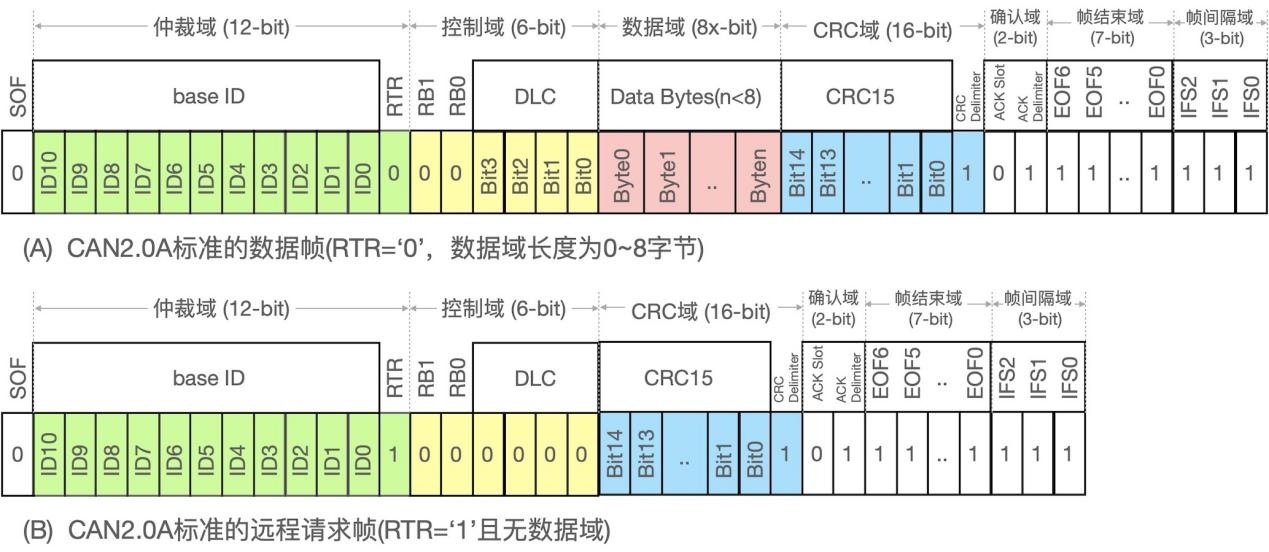 仲裁域 (12-bit) 控制域 (6-bit) 数据域 (8x-bit) CRC域 (16-bit) 确认域 (2-bit) 帧结束域 (7-bit) 帧间隔域 (3-bit)
SOF base ID RTR RB1 RB0 DLC Data Bytes(n<8) CRC15 CRC Delimiter ACK Slot ACK Delimiter EOF6 EOF5 .. EOF0 IFS2 IFS1 IFS0
0 ID10 ID9 ID8 ID7 ID6 ID5 ID4 ID3 ID2 ID1 ID0 0 0 0 Bit3 Bit2 Bit1 Bit0 Byte0 Byte1 .. Byten Bit14 Bit13 .. Bit1 Bit0 1 0 1 1 1 .. 1 1 1 1
(A) CAN2.0A标准的数据帧(RTR=‘0’，数据域长度为0~8字节)
仲裁域 (12-bit) 控制域 (6-bit) CRC域 (16-bit) 确认域 (2-bit) 帧结束域 (7-bit) 帧间隔域 (3-bit)
SOF base ID RTR RB1 RB0 DLC CRC15 CRC Delimiter ACK Slot ACK Delimiter EOF6 EOF5 .. EOF0 IFS2 IFS1 IFS0
0 ID10 ID9 ID8 ID7 ID6 ID5 ID4 ID3 ID2 ID1 ID0 1 0 0 0 0 0 0 Bit14 Bit13 .. Bit1 Bit0 1 0 1 1 1 .. 1 1 1 1
(B) CAN2.0A标准的远程请求帧(RTR=‘1’且无数据域)